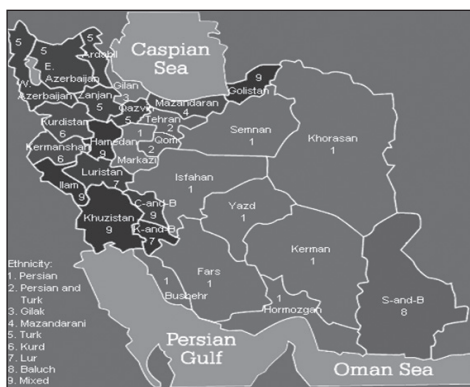 Caspian
Sea
5
5
5
Ardabil
E.
Azerbaijan
W.
Azerbaijan
Gilan
3
Zanjan
5
Qazvin
5
Mazandaran
4
9
Golistan
Tehran
2
Kurdistan
6
Hamedan
9
1
Markazi
Qom
2
Semnan
1
Khorasan
1
Kermanshah
6
Luristan
7
Ilam
9
Isfahan
1
C-and-B
9
K-and-B
7
Khuzistan
9
Yazd
1
Kerman
1
Fars
1
1
Bushehr
1
Hormozgan
S-and-B
8
Persian
Gulf
Oman Sea
Ethnicity:
1. Persian
2. Persian and
Turk
3. Gilak
4. Mazandarani
5. Turk
6. Kurd
7. Lur
8. Baluch
9. Mixed